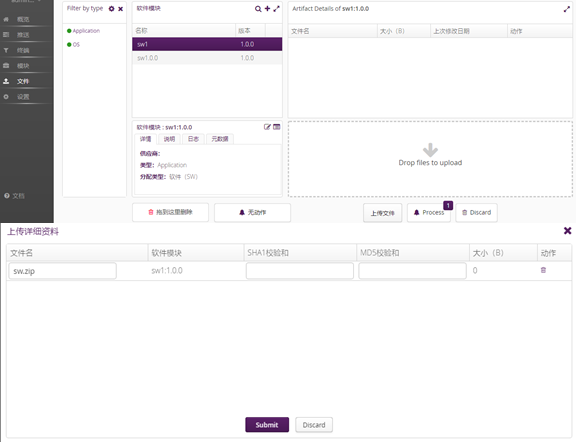 admin...
概览
推送
终端
模块
文件
设置
文档
Filter by type
Application
OS
软件模块
名称 版本
sw1 1.0.0
sw1.0.0 1.0.0
Artifact Details of sw1:1.0.0
文件名 大小（B） 上次修改日期 动作
软件模块 : sw1:1.0.0
详情 说明 日志 元数据
供应商：
类型：Application
分配类型：软件（SW）
Drop files to upload
拖到这里删除
无动作
上传文件
Process
1
Discard
上传详细资料
文件名 软件模块 SHA1校验和 MD5校验和 大小（B） 动作
sw.zip sw1:1.0.0 0
Submit
Discard